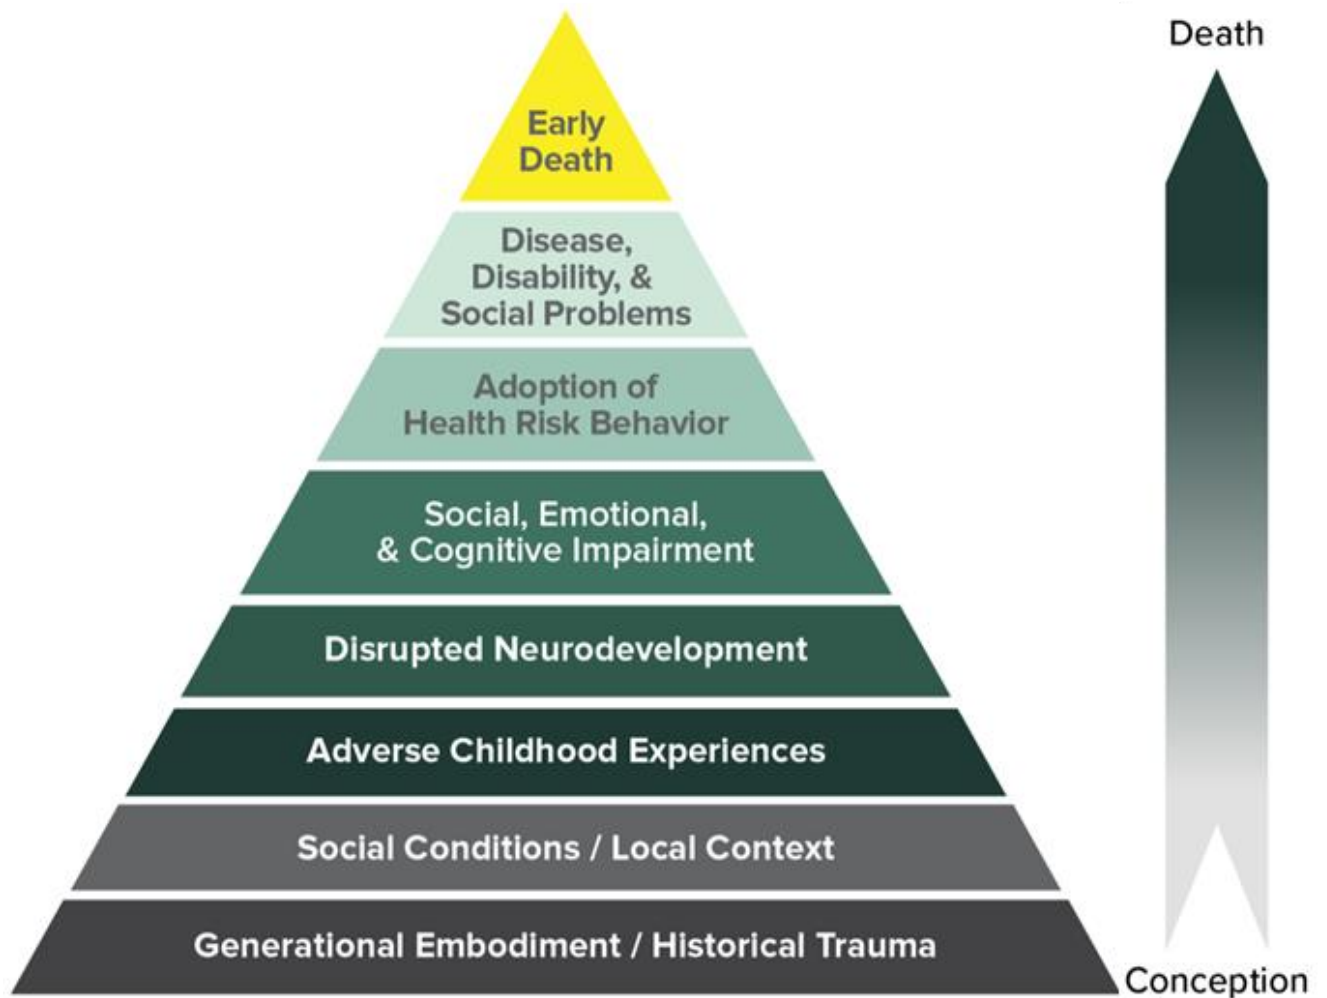 Death
Early
Death
Disease,
Disability, &
Social Problems
Adoption of
Health Risk Behavior
Social, Emotional,
& Cognitive Impairment
Disrupted Neurodevelopment
Adverse Childhood Experiences
Social Conditions / Local Context
Generational Embodiment / Historical Trauma
Conception